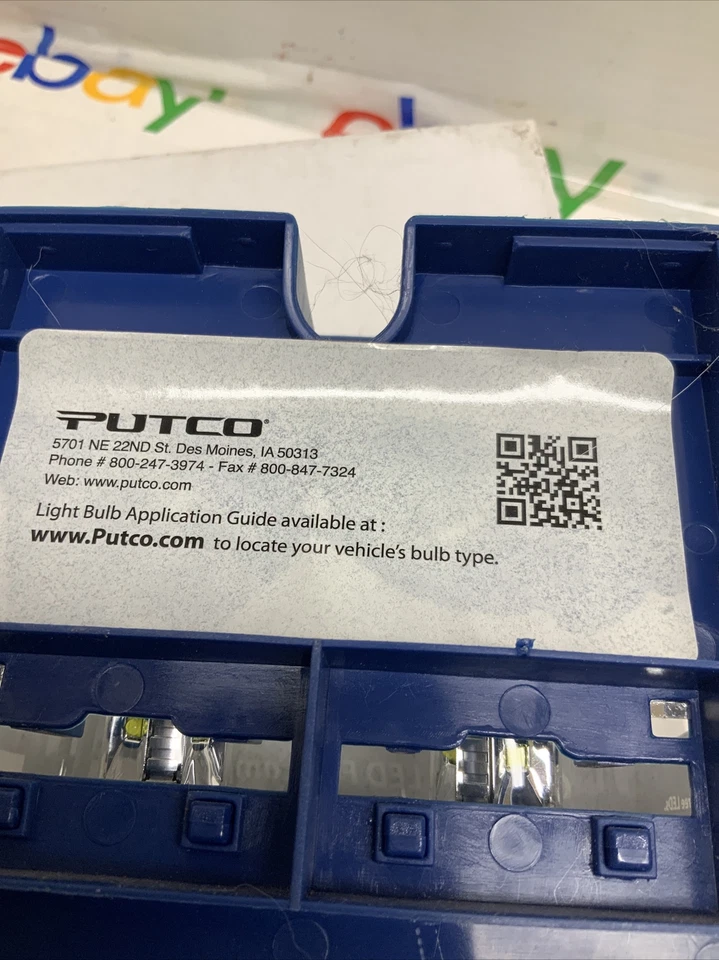 ebay
e
b
y
PUTCO®
5701 NE 22ND St. Des Moines, IA 50313
Phone # 800-247-3974 - Fax # 800-847-7324
Web: www.putco.com
Light Bulb Application Guide available at :
www.Putco.com to locate your vehicle's bulb type.